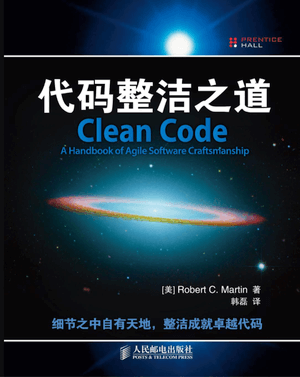 PRENTICE
HALL
代码整洁之道
Clean Code
A Handbook of Agile Software Craftsmanship
[美] Robert C. Martin 著
韩磊 译
细节之中自有天地，整洁成就卓越代码
人民邮电出版社
POSTS & TELECOM PRESS